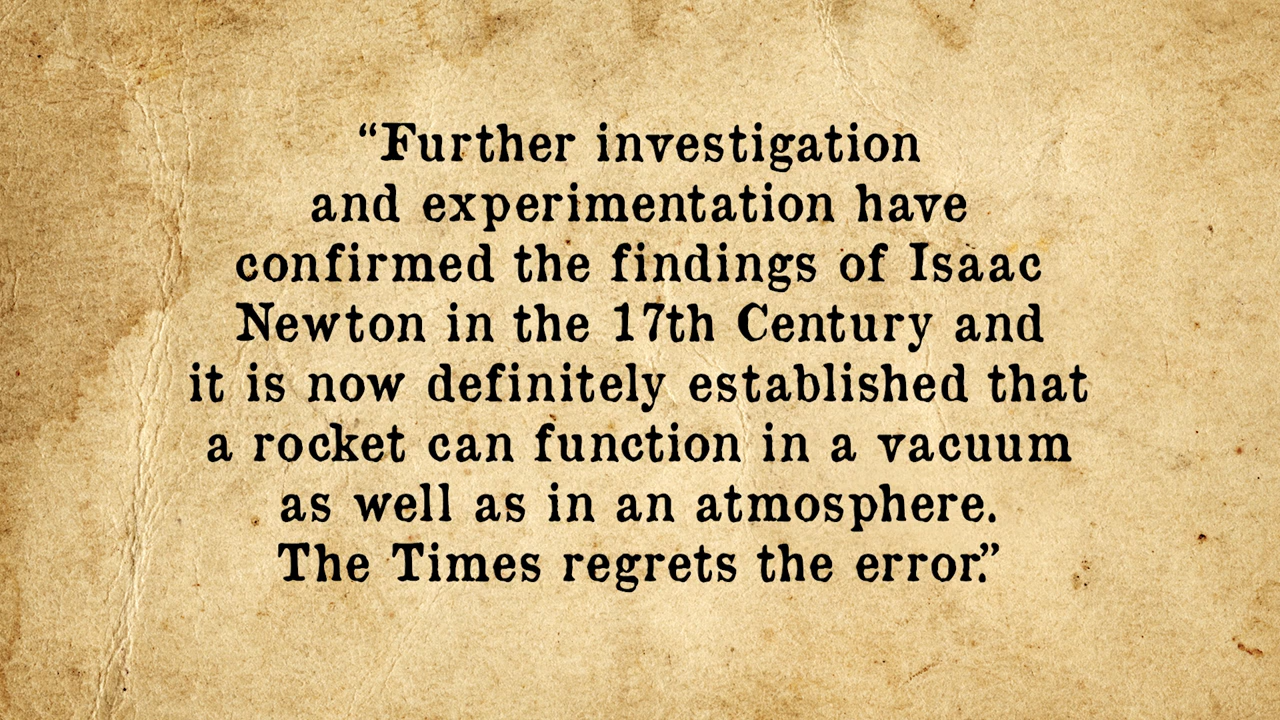 “Further investigation
and experimentation have
confirmed the findings of Isaac
Newton in the 17th Century and
it is now definitely established that
a rocket can function in a vacuum
as well as in an atmosphere.
The Times regrets the error.”